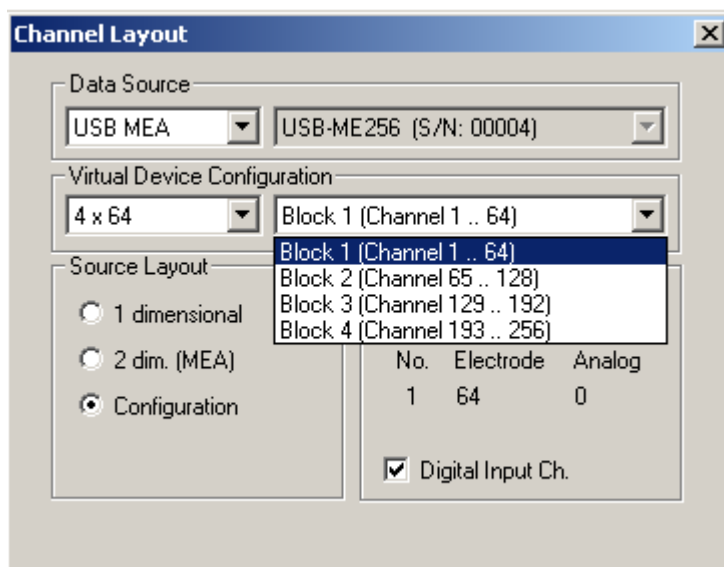 Channel Layout
Data Source
USB MEA
USB-ME256 (S/N: 00004)
Virtual Device Configuration
4 x 64
Block 1 (Channel 1 .. 64)
Block 1 (Channel 1 .. 64)
Block 2 (Channel 65 .. 128)
Block 3 (Channel 129 .. 192)
Block 4 (Channel 193 .. 256)
Source Layout
1 dimensional
2 dim. (MEA)
Configuration
No. Electrode Analog
1 64 0
Digital Input Ch.